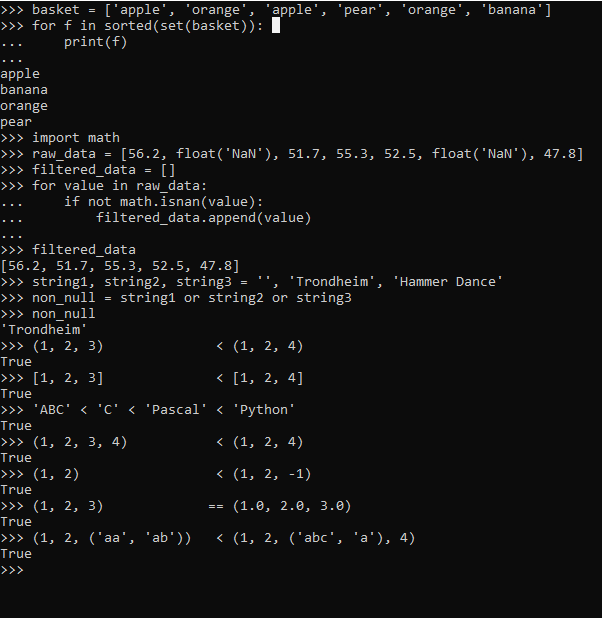 >>> basket = ['apple', 'orange', 'apple', 'pear', 'orange', 'banana']
>>> for f in sorted(set(basket)):
...     print(f)
...
apple
banana
orange
pear
>>> import math
>>> raw_data = [56.2, float('NaN'), 51.7, 55.3, 52.5, float('NaN'), 47.8]
>>> filtered_data = []
>>> for value in raw_data:
...     if not math.isnan(value):
...         filtered_data.append(value)
...
>>> filtered_data
[56.2, 51.7, 55.3, 52.5, 47.8]
>>> string1, string2, string3 = '', 'Trondheim', 'Hammer Dance'
>>> non_null = string1 or string2 or string3
>>> non_null
'Trondheim'
>>> (1, 2, 3)              < (1, 2, 4)
True
>>> [1, 2, 3]              < [1, 2, 4]
True
>>> 'ABC' < 'C' < 'Pascal' < 'Python'
True
>>> (1, 2, 3, 4)           < (1, 2, 4)
True
>>> (1, 2)                 < (1, 2, -1)
True
>>> (1, 2, 3)             == (1.0, 2.0, 3.0)
True
>>> (1, 2, ('aa', 'ab'))   < (1, 2, ('abc', 'a'), 4)
True
>>>